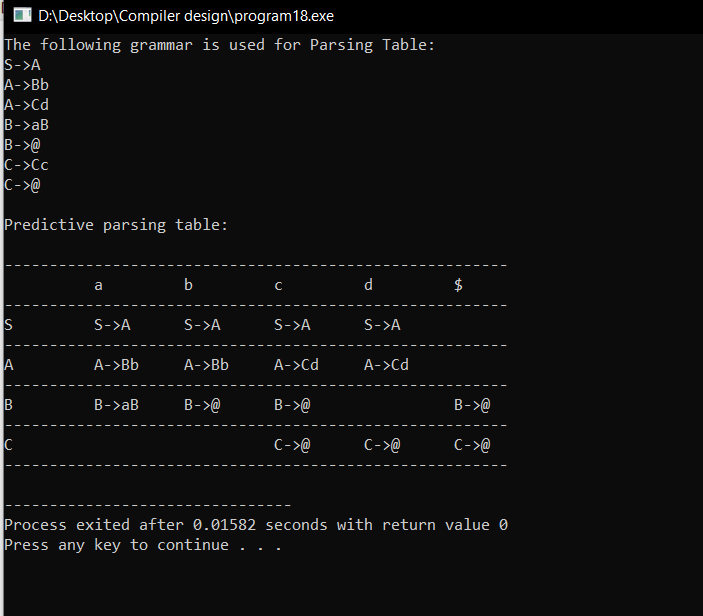 D:\Desktop\Compiler design\program18.exe
The following grammar is used for Parsing Table:
S->A
A->Bb
A->Cd
B->aB
B->@
C->Cc
C->@
Predictive parsing table:
--------------------------------------------------------
a b c d $
--------------------------------------------------------
S S->A S->A S->A S->A
--------------------------------------------------------
A A->Bb A->Bb A->Cd A->Cd
--------------------------------------------------------
B B->aB B->@ B->@ B->@
--------------------------------------------------------
C C->@ C->@ C->@
--------------------------------------------------------
--------------------------------
Process exited after 0.01582 seconds with return value 0
Press any key to continue . . .